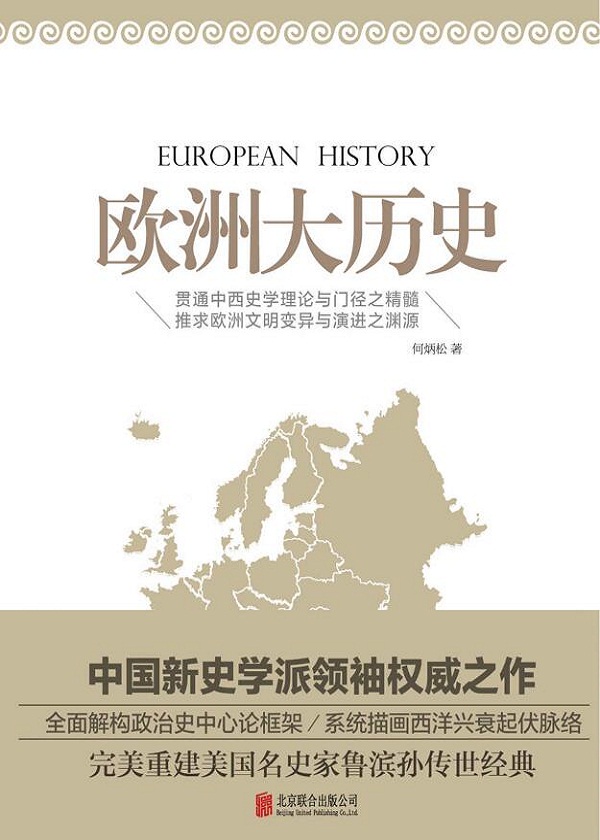 EUROPEAN HISTORY
欧洲大历史
贯通中西史学理论与门径之精髓
推求欧洲文明变异与演进之渊源
何炳松 著
中国新史学派领袖权威之作
全面解构政治史中心论框架／系统描画西洋兴衰起伏脉络
完美重建美国名史家鲁滨孙传世经典
北京联合出版公司
Beijing United Publishing Co.,Ltd.